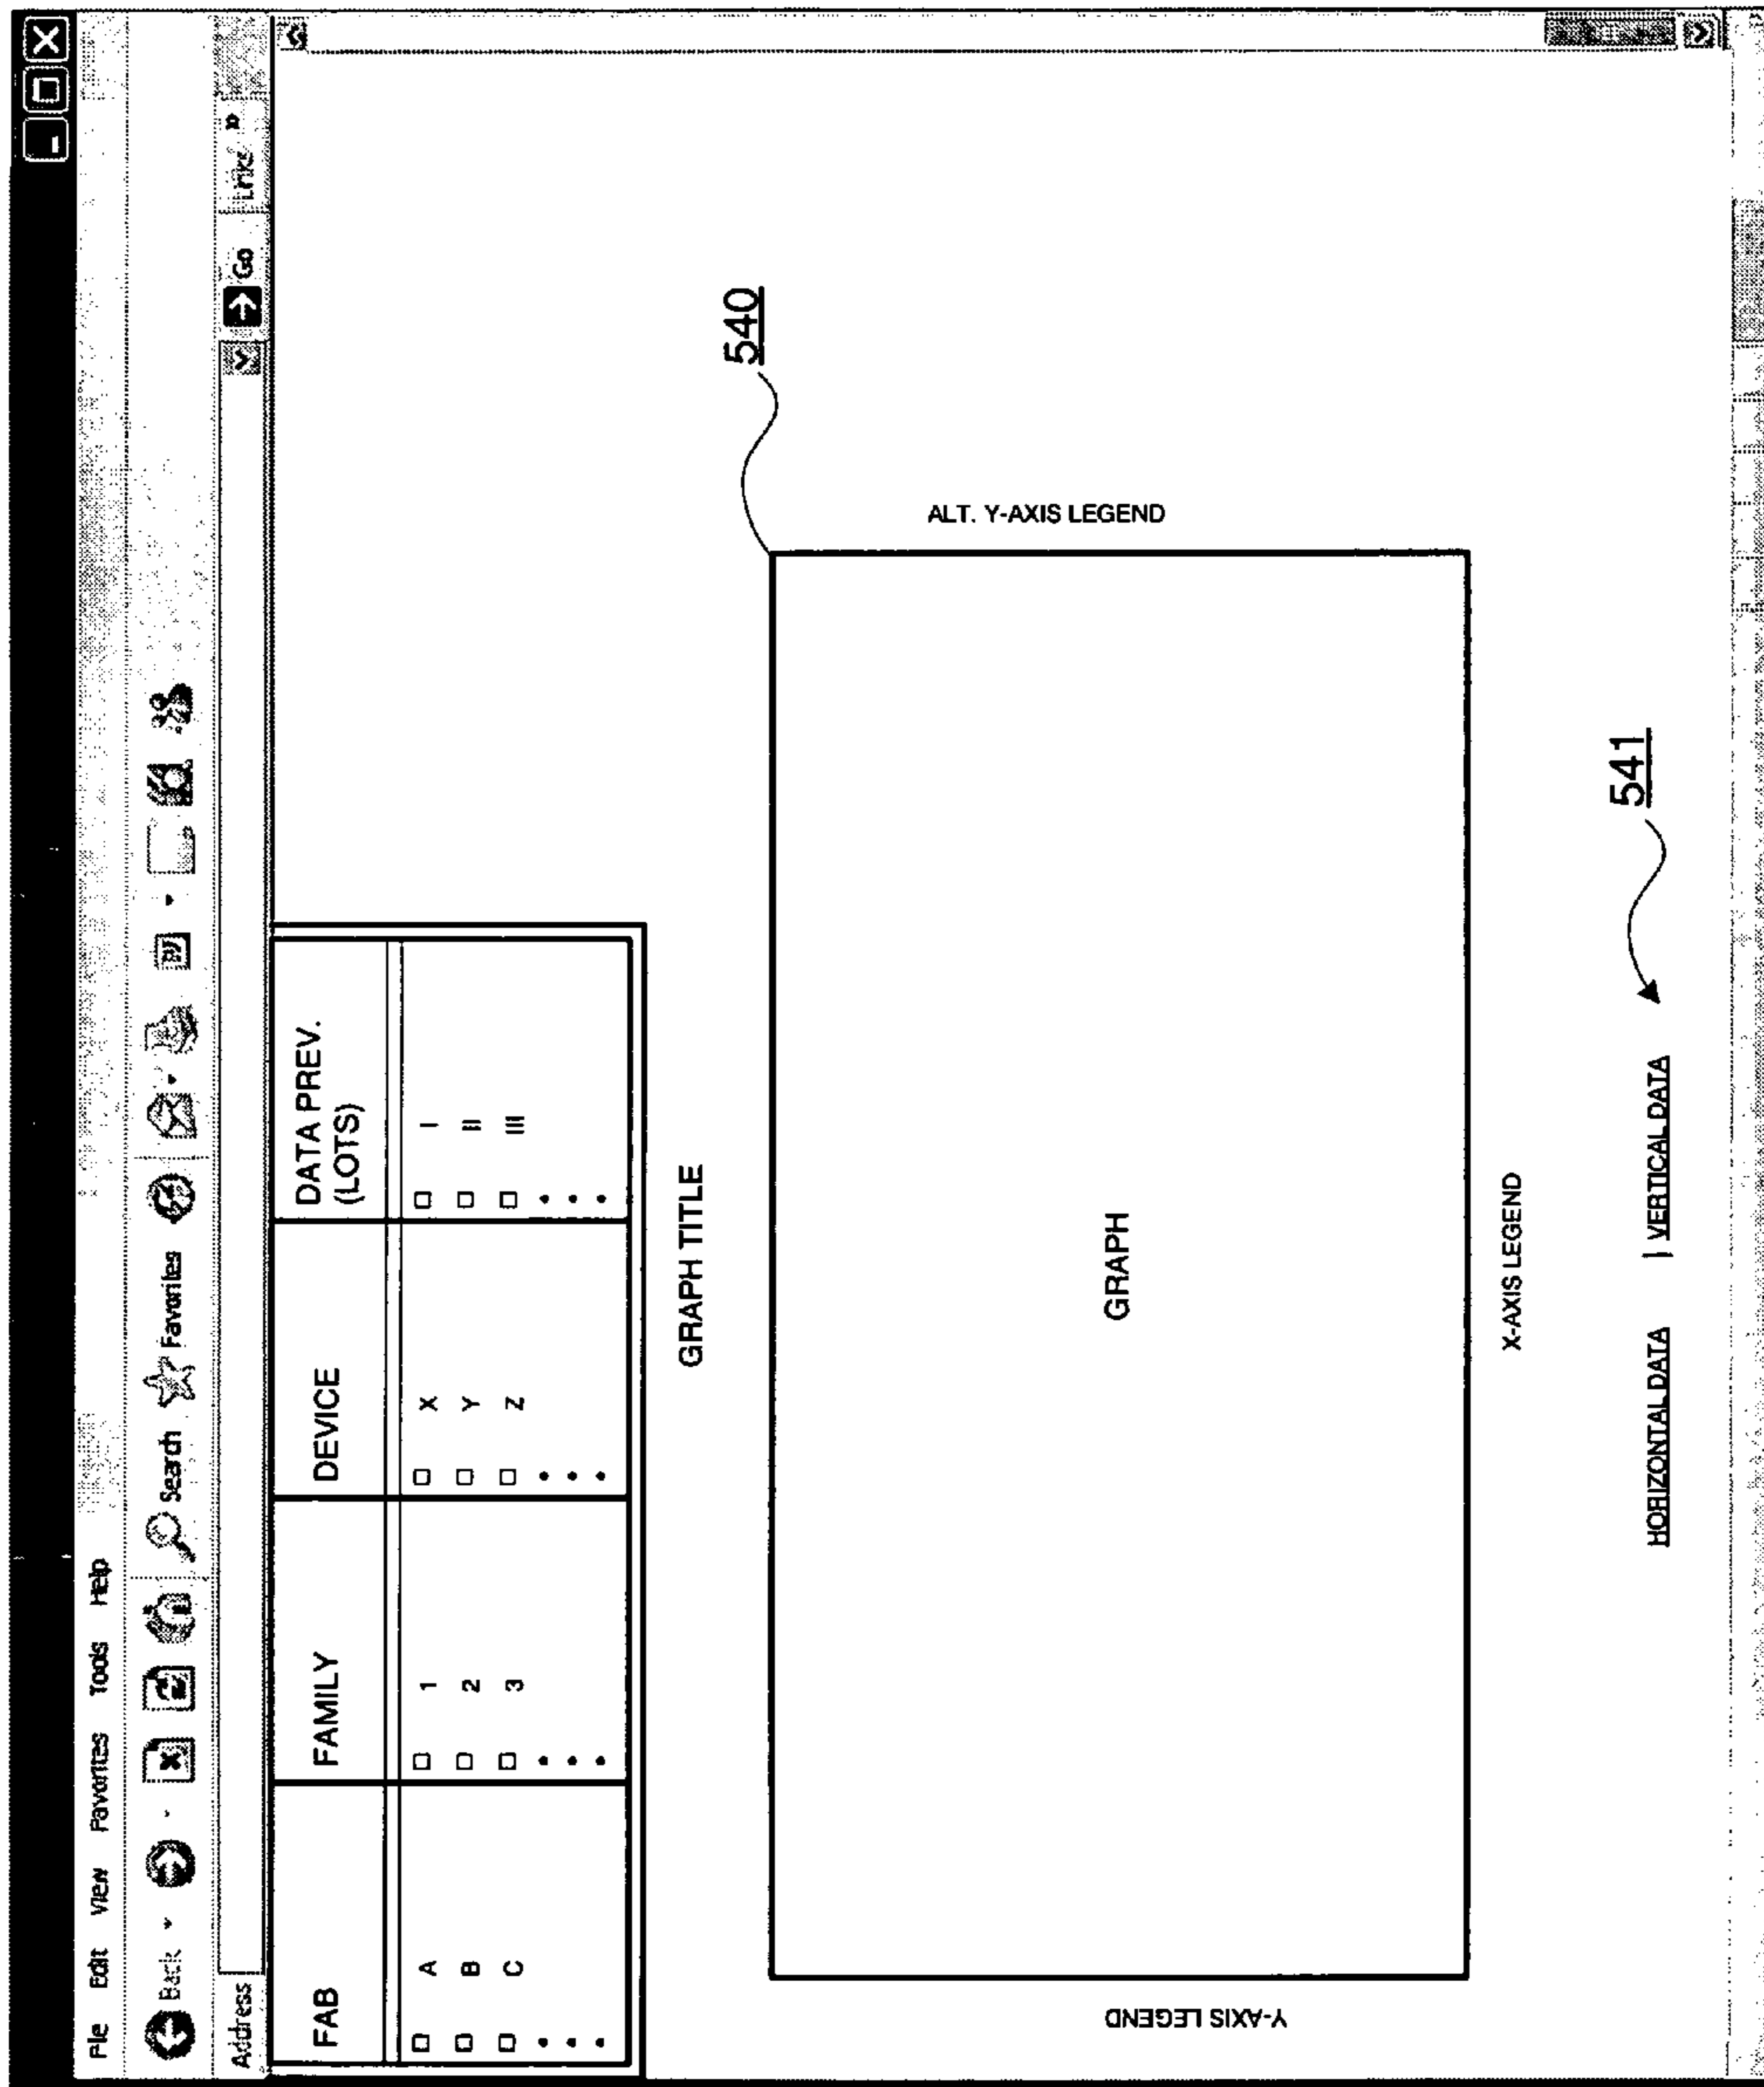 File Edit View Favorites Tools Help
Back Search Favorites
Address Go Links »
FAB FAMILY DEVICE DATA PREV.
(LOTS)
A 1 X I
B 2 Y II
C 3 Z III
GRAPH TITLE
540
Y-AXIS LEGEND
GRAPH
ALT. Y-AXIS LEGEND
X-AXIS LEGEND
541
HORIZONTAL DATA | VERTICAL DATA